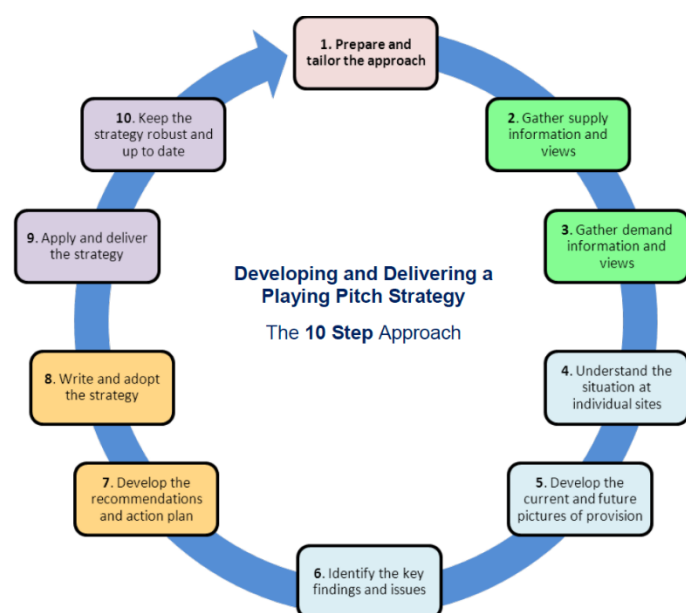 1. Prepare and
tailor the approach
2. Gather supply
information and
views
3. Gather demand
information and
views
4. Understand the
situation at
individual sites
5. Develop the
current and future
pictures of provision
6. Identify the key
findings and issues
7. Develop the
recommendations
and action plan
8. Write and adopt
the strategy
9. Apply and deliver
the strategy
10. Keep the
strategy robust and
up to date
Developing and Delivering a
Playing Pitch Strategy
The 10 Step Approach